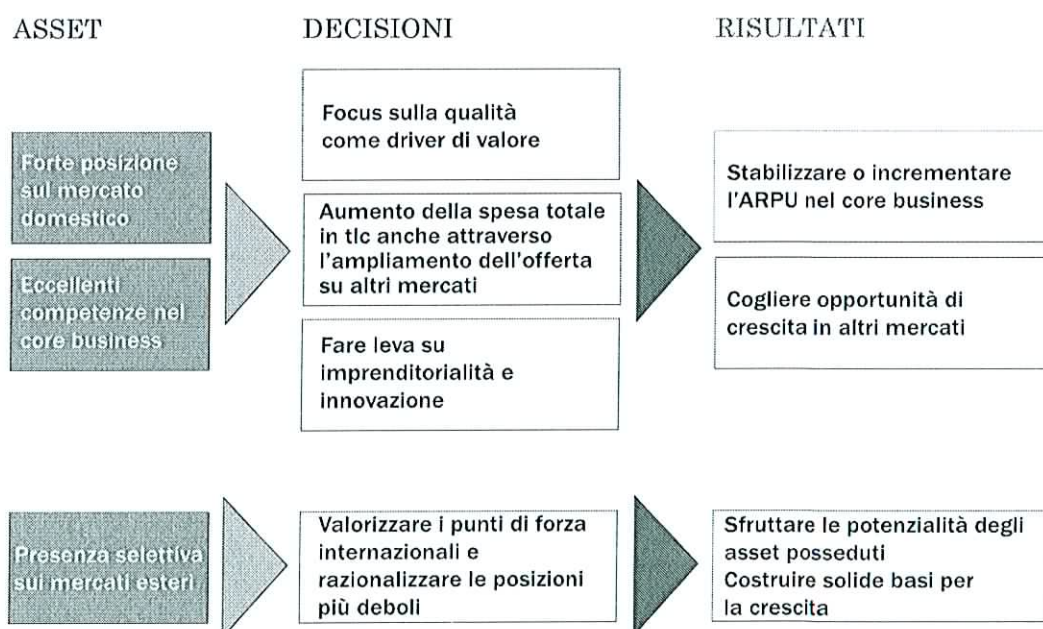 ASSET
DECISIONI
RISULTATI
Forte posizione
sul mercato
domestico
Eccellenti
competenze nel
core business
Focus sulla qualità
come driver di valore
Aumento della spesa totale
in tlc anche attraverso
l'ampliamento dell'offerta
su altri mercati
Fare leva su
imprenditorialità e
innovazione
Stabilizzare o incrementare
l'ARPU nel core business
Cogliere opportunità di
crescita in altri mercati
Presenza selettiva
sui mercati esteri
Valorizzare i punti di forza
internazionali e
razionalizzare le posizioni
più deboli
Sfruttare le potenzialità degli
asset posseduti
Costruire solide basi per
la crescita